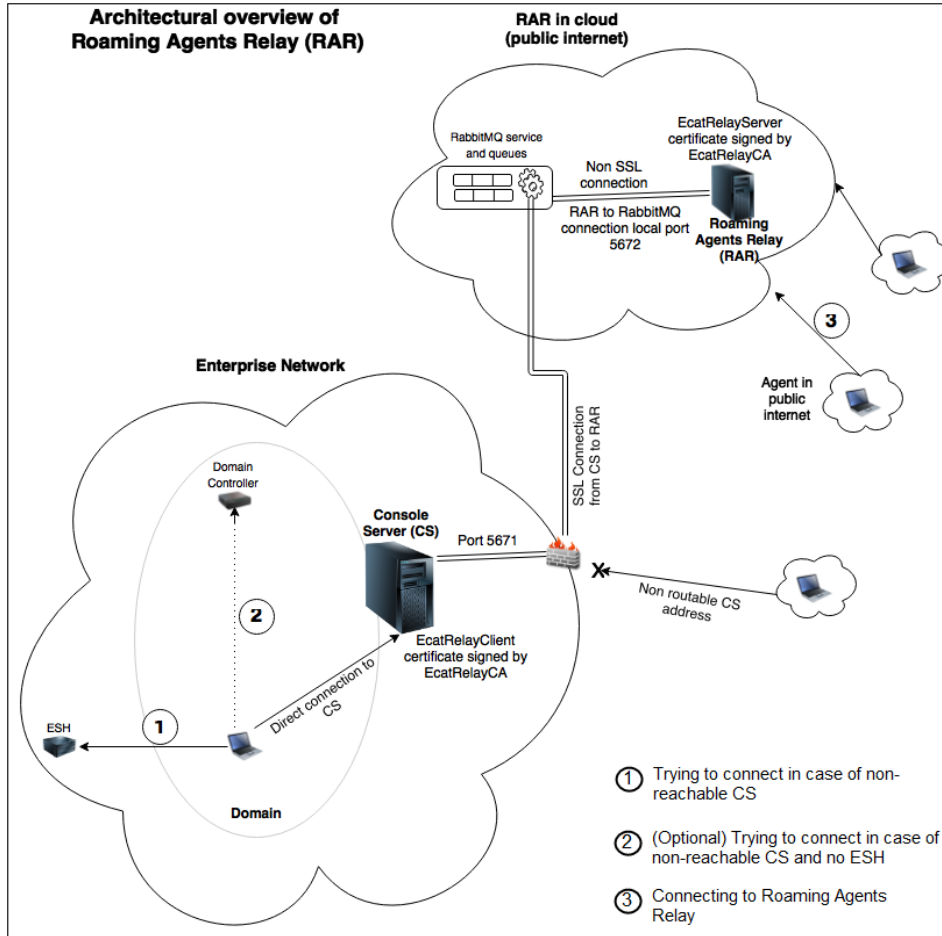 Architectural overview of
Roaming Agents Relay (RAR)
RAR in cloud
(public internet)
RabbitMQ service
and queues
EcatRelayServer
certificate signed by
EcatRelayCA
Non SSL
connection
RAR to RabbitMQ
connection local port
5672
Roaming
Agents Relay
(RAR)
3
Agent in
public
internet
Enterprise Network
SSL Connection
from CS to RAR
Domain
Controller
Console
Server (CS)
Port 5671
X
Non routable CS
address
2
EcatRelayClient
certificate signed by
EcatRelayCA
Direct connection to
CS
ESH
1
Domain
1 Trying to connect in case of non-
reachable CS
2 (Optional) Trying to connect in case of
non-reachable CS and no ESH
3 Connecting to Roaming Agents
Relay